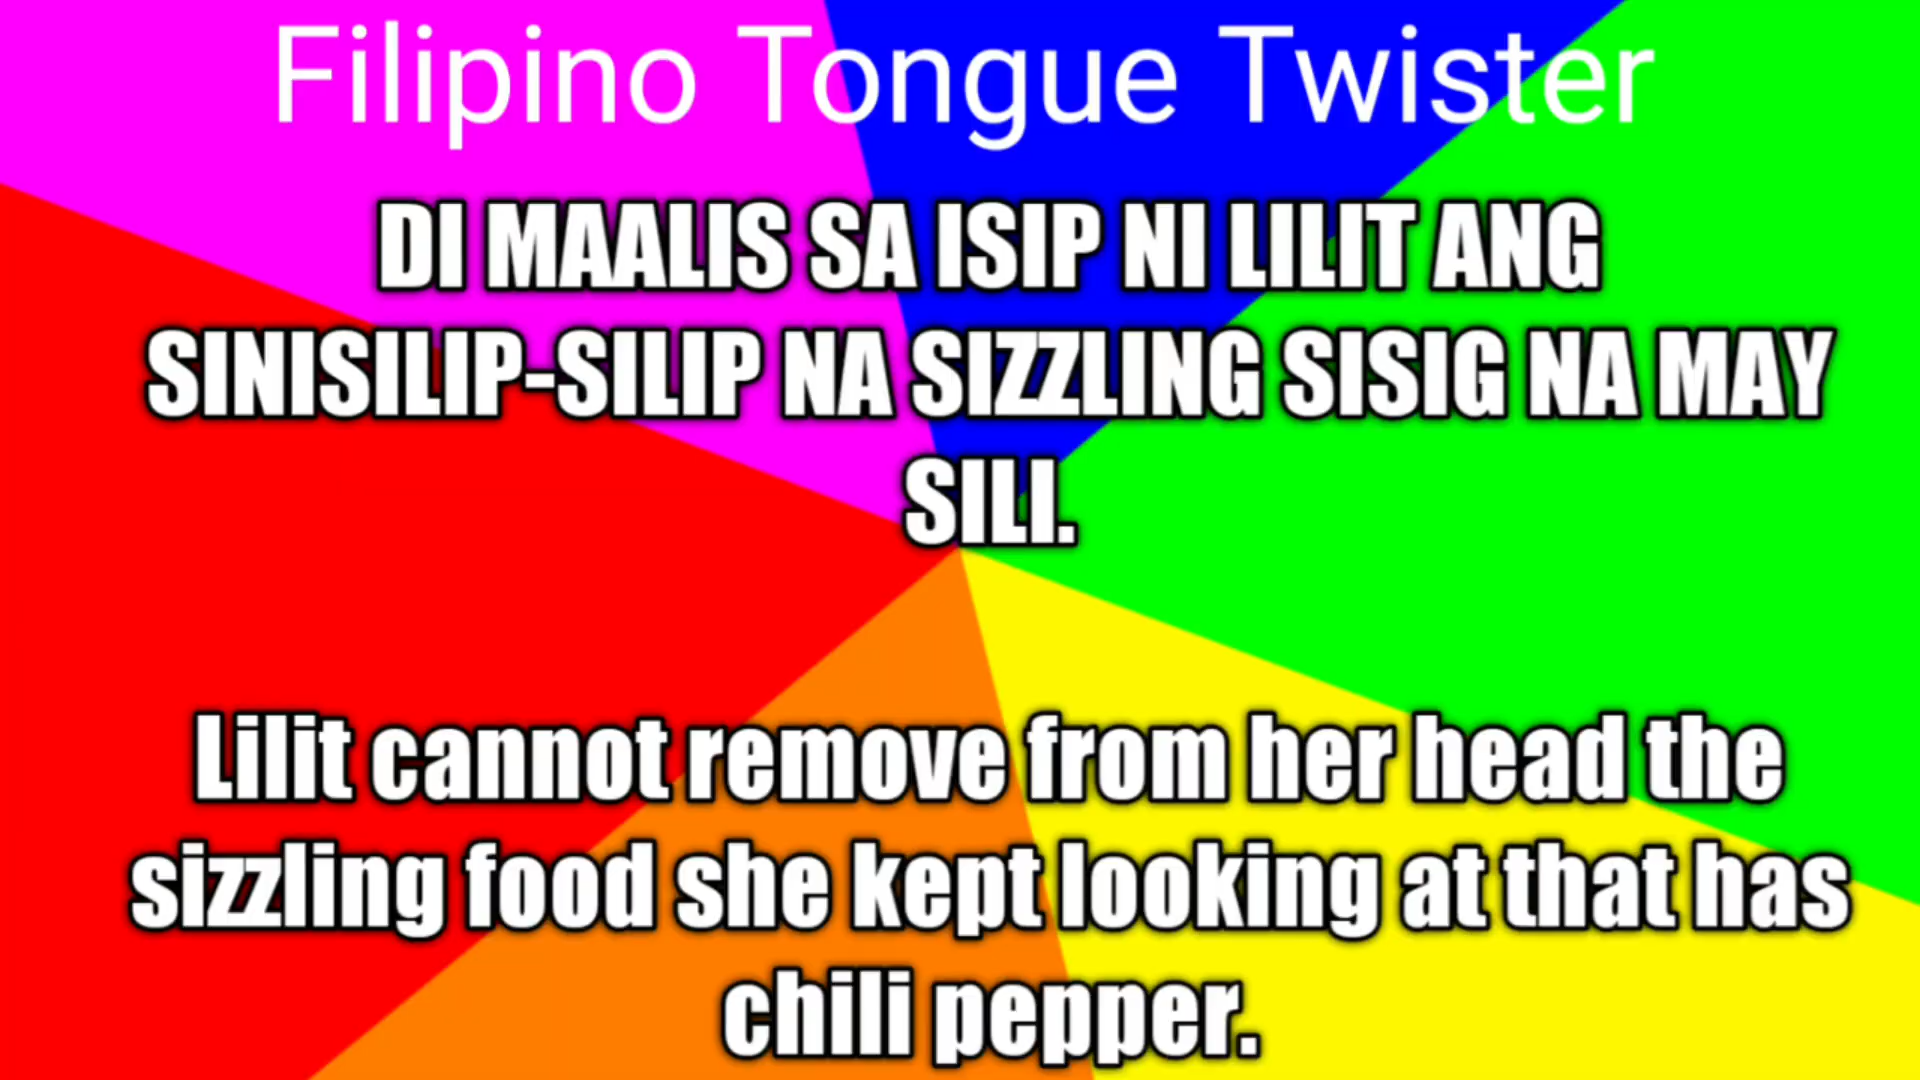 Filipino Tongue Twister
DI MAALIS SA ISIP NI LILIT ANG
SINISILIP-SILIP NA SIZZLING SISIG NA MAY
SILI.
Lilit cannot remove from her head the
sizzling food she kept looking at that has
chili pepper.